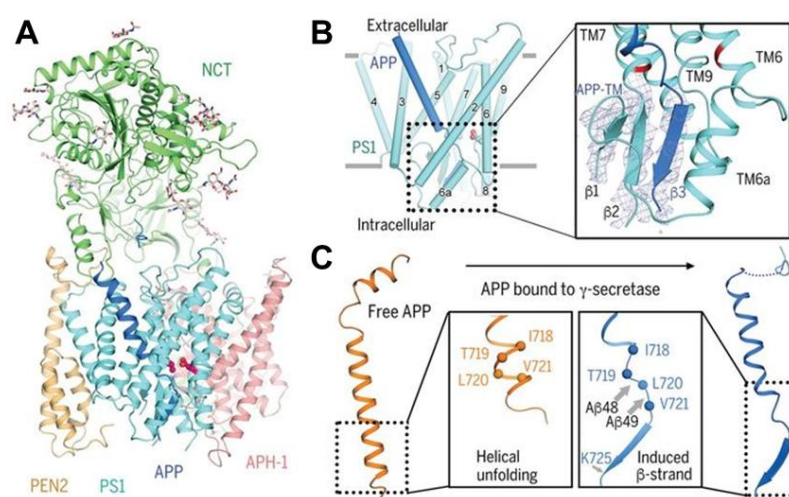 A
NCT
PEN2 PS1 APP APH-1
B
Extracellular
APP
1
4 3 5 7 2 6 9
PS1
6a 8
Intracellular
TM7
TM6
TM9
APP-TM
TM6a
β1
β2
β3
C
APP bound to γ-secretase
Free APP
I718
T719
V721
L720
Helical
unfolding
I718
T719
L720
Aβ48
V721
Aβ49
K725
Induced
β-strand